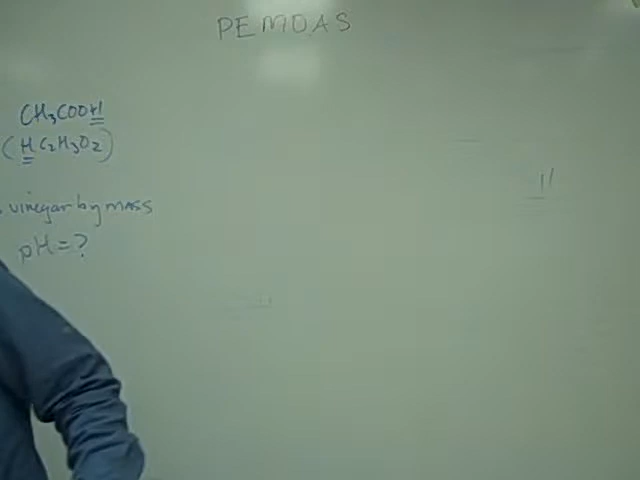 PEMDAS
CH₃COOH
(HC₂H₃O₂)
vinegar by mass
pH = ?